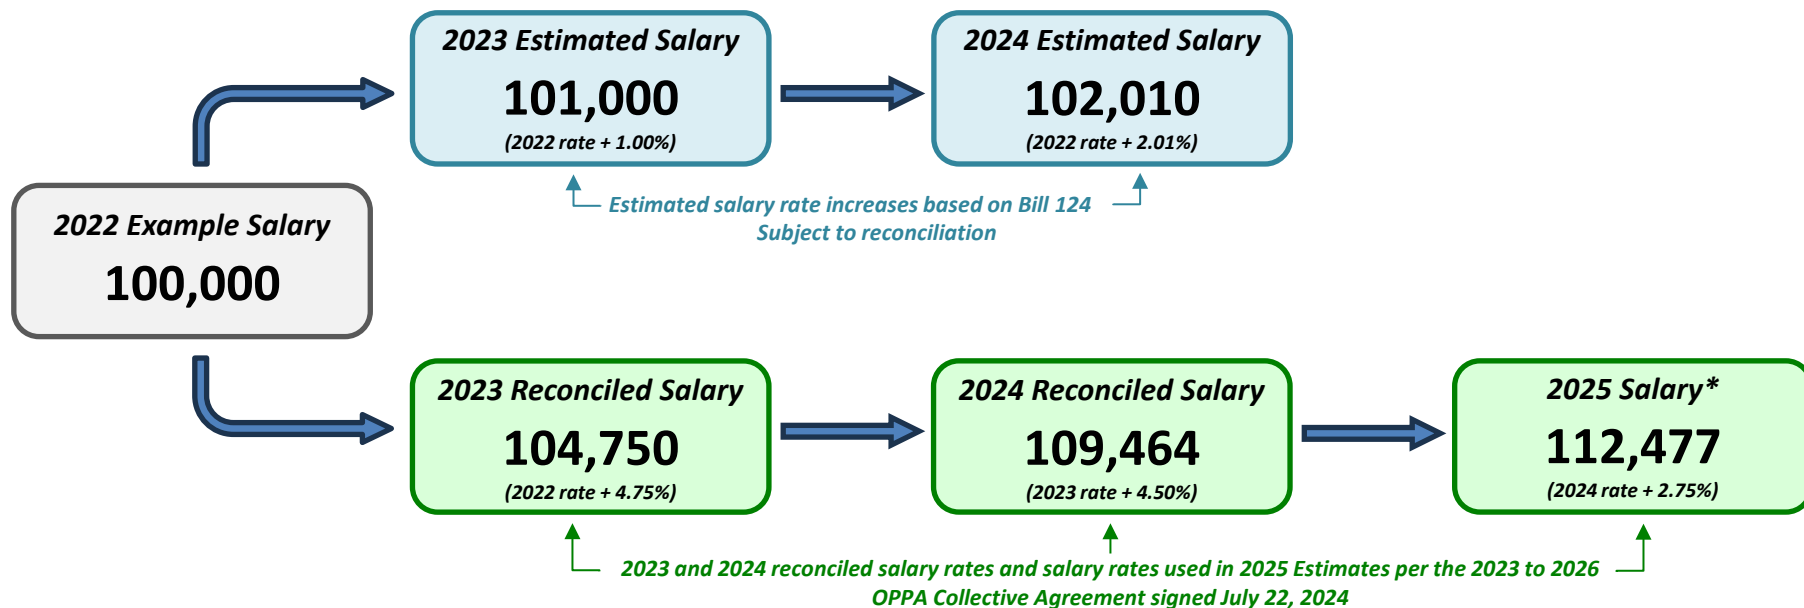 2023 Estimated Salary
101,000
(2022 rate + 1.00%)
2024 Estimated Salary
102,010
(2022 rate + 2.01%)
Estimated salary rate increases based on Bill 124
Subject to reconciliation
2022 Example Salary
100,000
2023 Reconciled Salary
104,750
(2022 rate + 4.75%)
2024 Reconciled Salary
109,464
(2023 rate + 4.50%)
2025 Salary*
112,477
(2024 rate + 2.75%)
2023 and 2024 reconciled salary rates and salary rates used in 2025 Estimates per the 2023 to 2026
OPPA Collective Agreement signed July 22, 2024